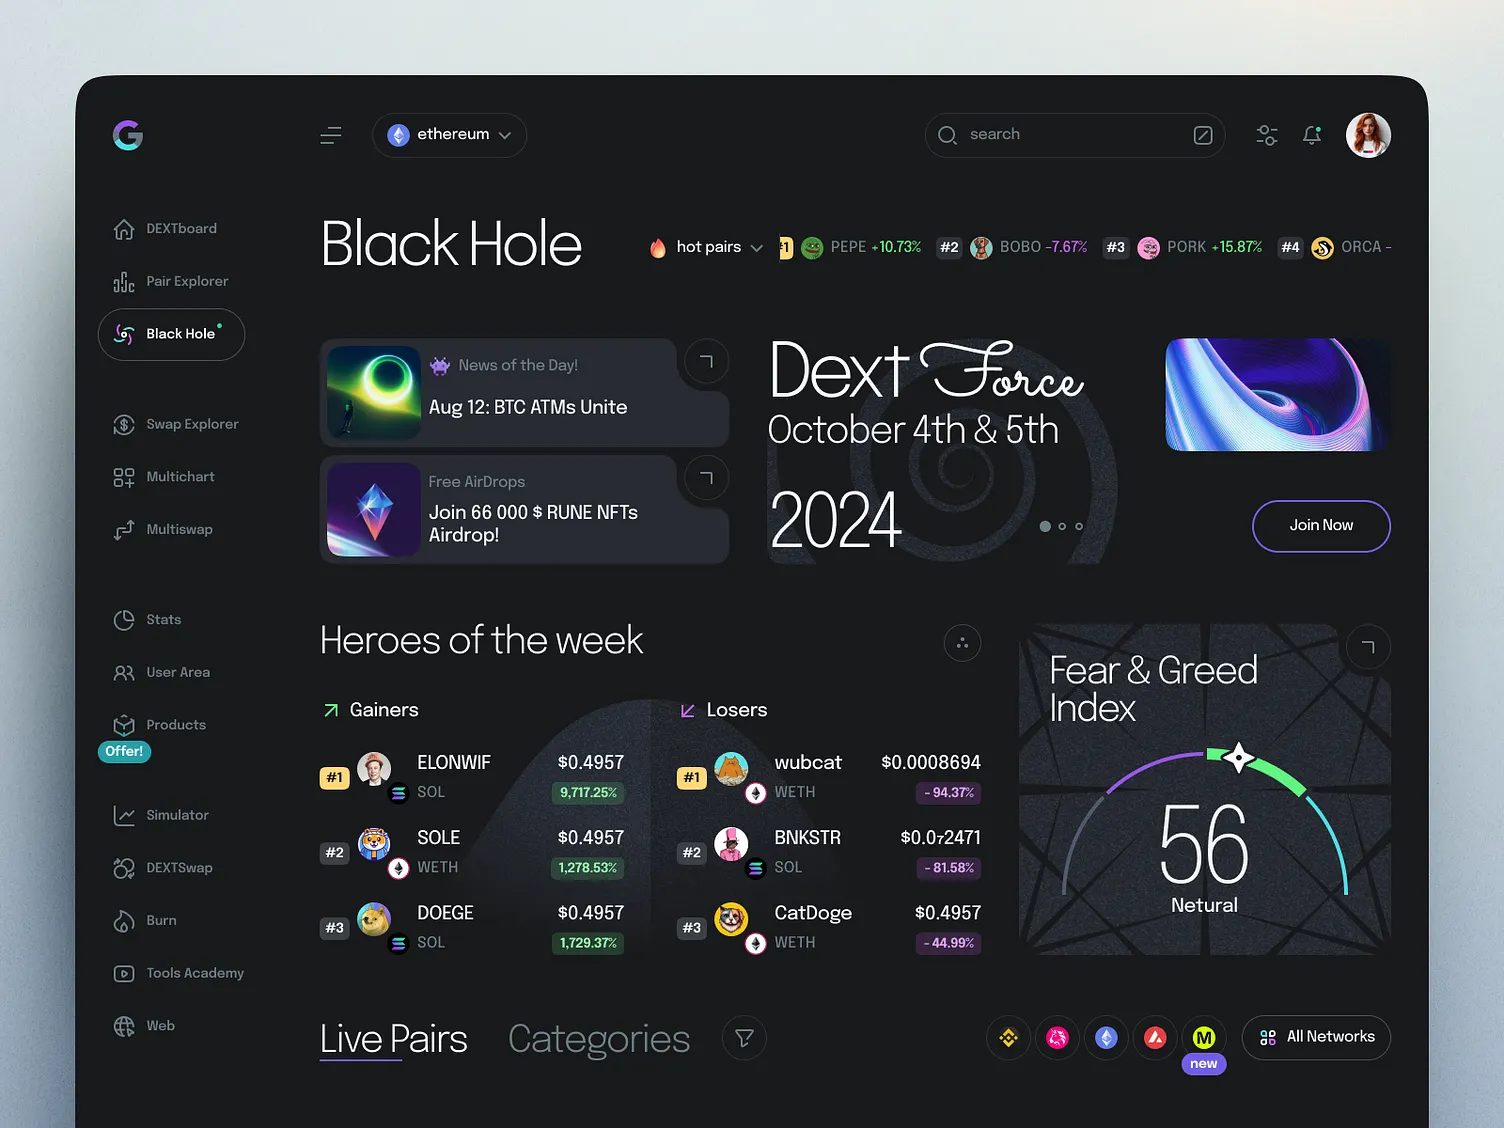 ethereum
search
DEXTboard
Pair Explorer
Black Hole
Swap Explorer
Multichart
Multiswap
Stats
User Area
Products
Offer!
Simulator
DEXTSwap
Burn
Tools Academy
Web
Black Hole
hot pairs
#1 PEPE +10.73%
#2 BOBO -7.67%
#3 PORK +15.87%
#4 ORCA -
News of the Day!
Aug 12: BTC ATMs Unite
Free AirDrops
Join 66 000 $ RUNE NFTs
Airdrop!
Dext Force
October 4th & 5th
2024
Join Now
Heroes of the week
Gainers
#1 ELONWIF $0.4957
SOL 9,717.25%
#2 SOLE $0.4957
WETH 1,278.53%
#3 DOEGE $0.4957
SOL 1,729.37%
Losers
#1 wubcat $0.0008694
WETH - 94.37%
#2 BNKSTR $0.0₇2471
SOL - 81.58%
#3 CatDoge $0.4957
WETH - 44.99%
Fear & Greed
Index
56
Netural
Live Pairs
Categories
M
new
All Networks